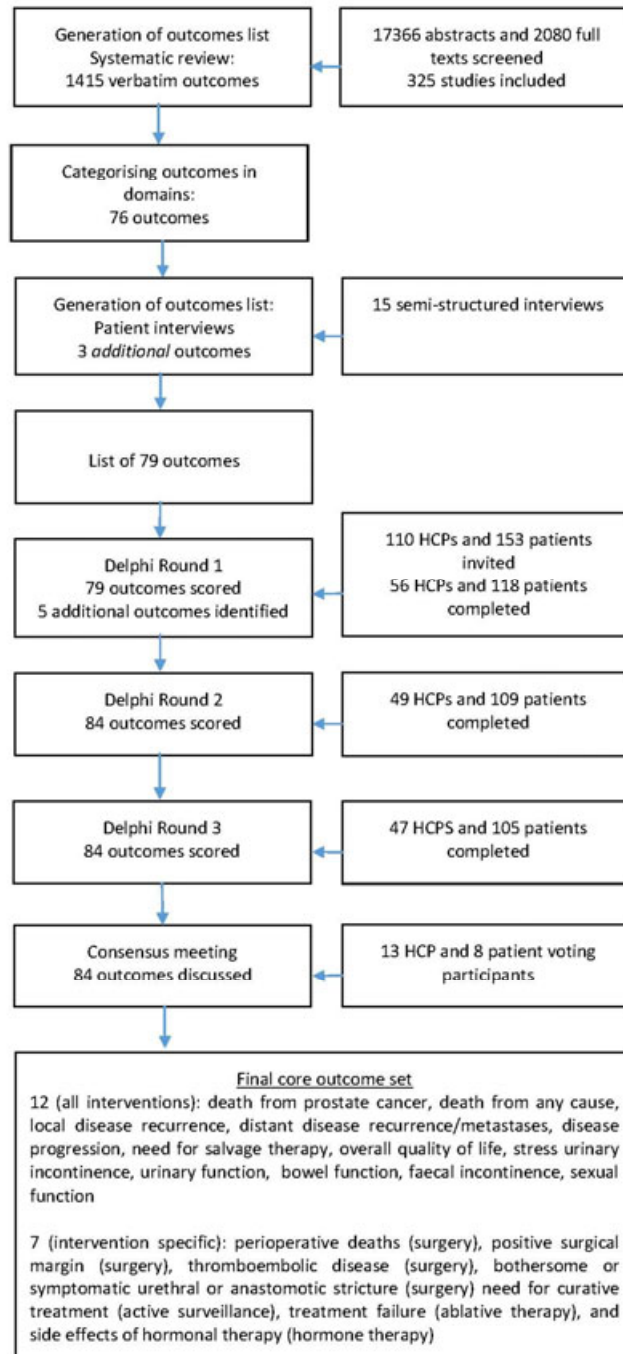 Generation of outcomes list
Systematic review:
1415 verbatim outcomes
17366 abstracts and 2080 full
texts screened
325 studies included
Categorising outcomes in
domains:
76 outcomes
Generation of outcomes list:
Patient interviews
3 additional outcomes
15 semi-structured interviews
List of 79 outcomes
Delphi Round 1
79 outcomes scored
5 additional outcomes identified
110 HCPs and 153 patients
invited
56 HCPs and 118 patients
completed
Delphi Round 2
84 outcomes scored
49 HCPs and 109 patients
completed
Delphi Round 3
84 outcomes scored
47 HCPS and 105 patients
completed
Consensus meeting
84 outcomes discussed
13 HCP and 8 patient voting
participants
Final core outcome set
12 (all interventions): death from prostate cancer, death from any cause,
local disease recurrence, distant disease recurrence/metastases, disease
progression, need for salvage therapy, overall quality of life, stress urinary
incontinence, urinary function, bowel function, faecal incontinence, sexual
function
7 (intervention specific): perioperative deaths (surgery), positive surgical
margin (surgery), thromboembolic disease (surgery), bothersome or
symptomatic urethral or anastomotic stricture (surgery) need for curative
treatment (active surveillance), treatment failure (ablative therapy), and
side effects of hormonal therapy (hormone therapy)